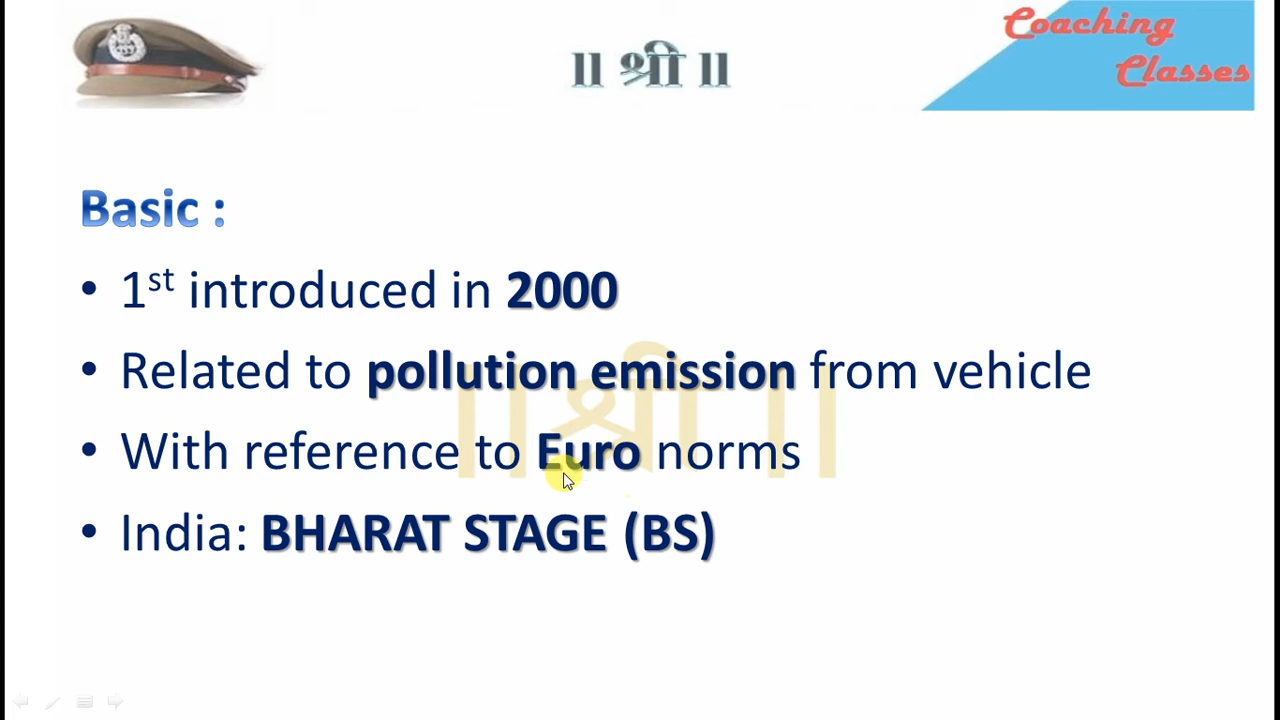 ॥ श्री ॥
Coaching
Classes
Basic :
• 1st introduced in 2000
• Related to pollution emission from vehicle
• With reference to Euro norms
• India: BHARAT STAGE (BS)
॥ श्री ॥